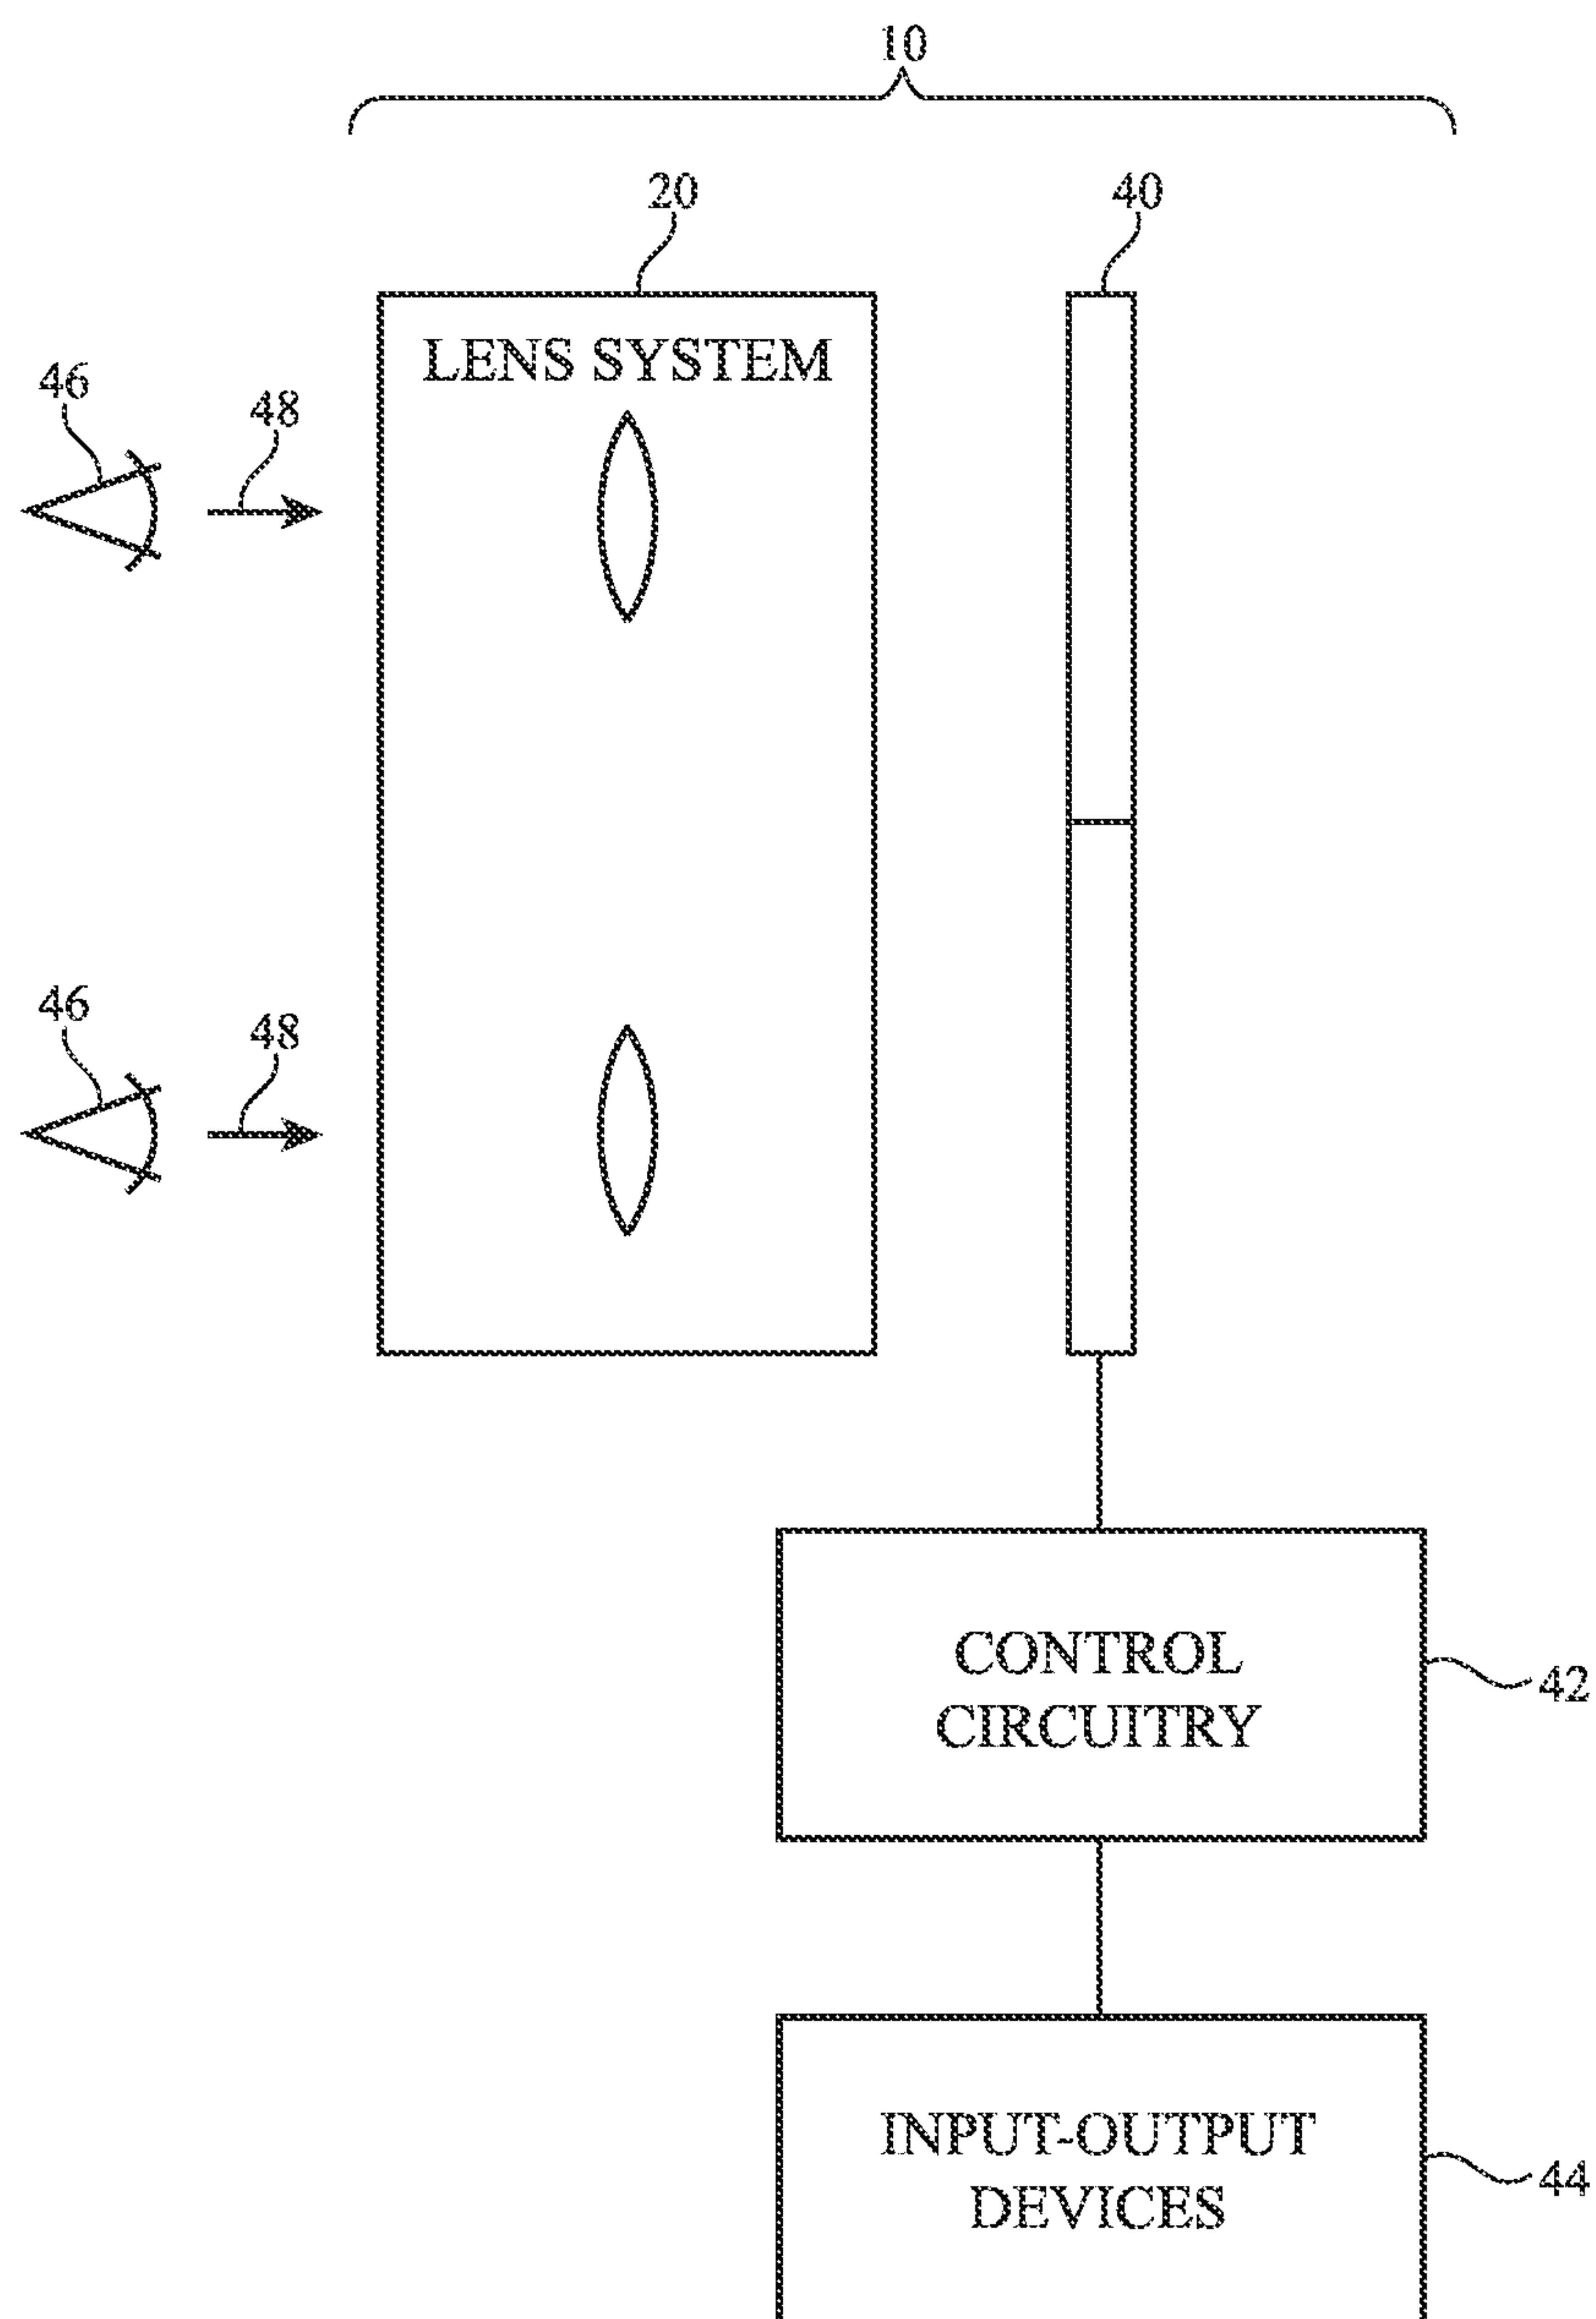 10
20
40
LENS SYSTEM
46
48
46
48
CONTROL
CIRCUITRY
42
INPUT-OUTPUT
DEVICES
44